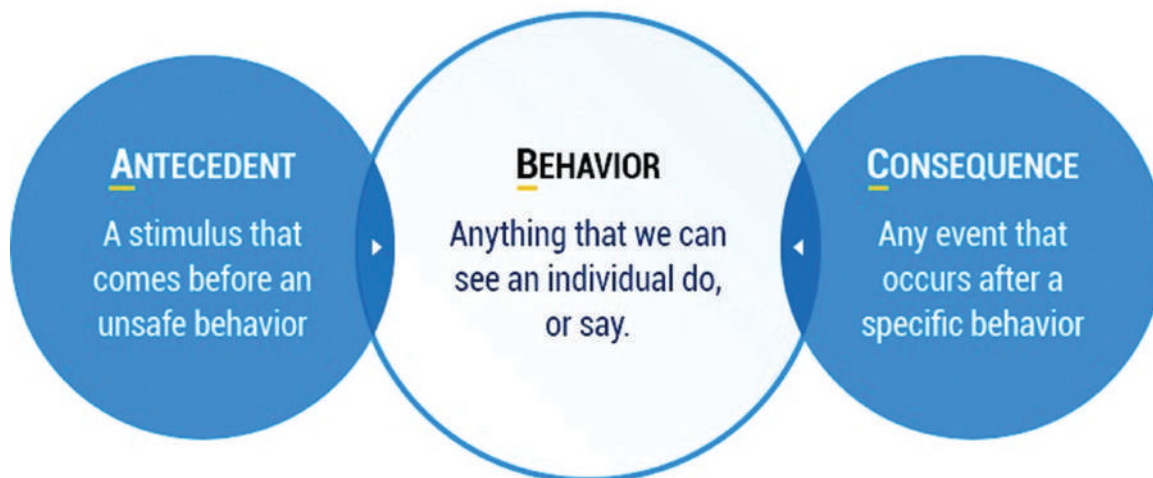 ANTECEDENT
A stimulus that
comes before an
unsafe behavior
BEHAVIOR
Anything that we can
see an individual do,
or say.
CONSEQUENCE
Any event that
occurs after a
specific behavior